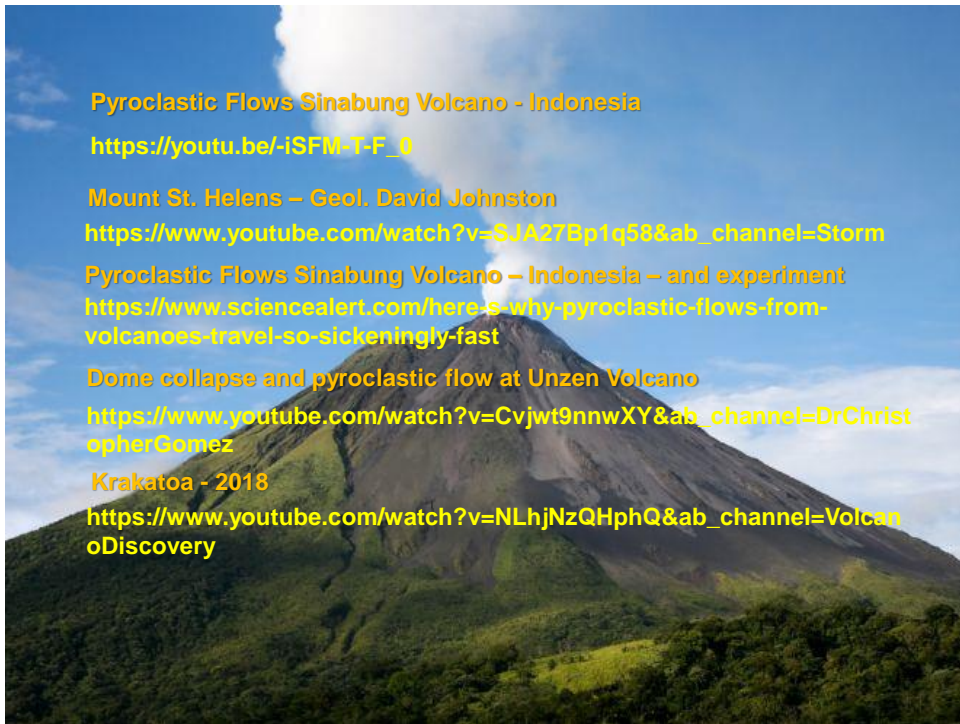 Pyroclastic Flows Sinabung Volcano - Indonesia
https://youtu.be/-iSFM-T-F_0
Mount St. Helens – Geol. David Johnston
https://www.youtube.com/watch?v=SJA27Bp1q58&ab_channel=Storm
Pyroclastic Flows Sinabung Volcano – Indonesia – and experiment
https://www.sciencealert.com/here-s-why-pyroclastic-flows-from-
volcanoes-travel-so-sickeningly-fast
Dome collapse and pyroclastic flow at Unzen Volcano
https://www.youtube.com/watch?v=Cvjwt9nnwXY&ab_channel=DrChrist
opherGomez
Krakatoa - 2018
https://www.youtube.com/watch?v=NLhjNzQHphQ&ab_channel=Volcan
oDiscovery